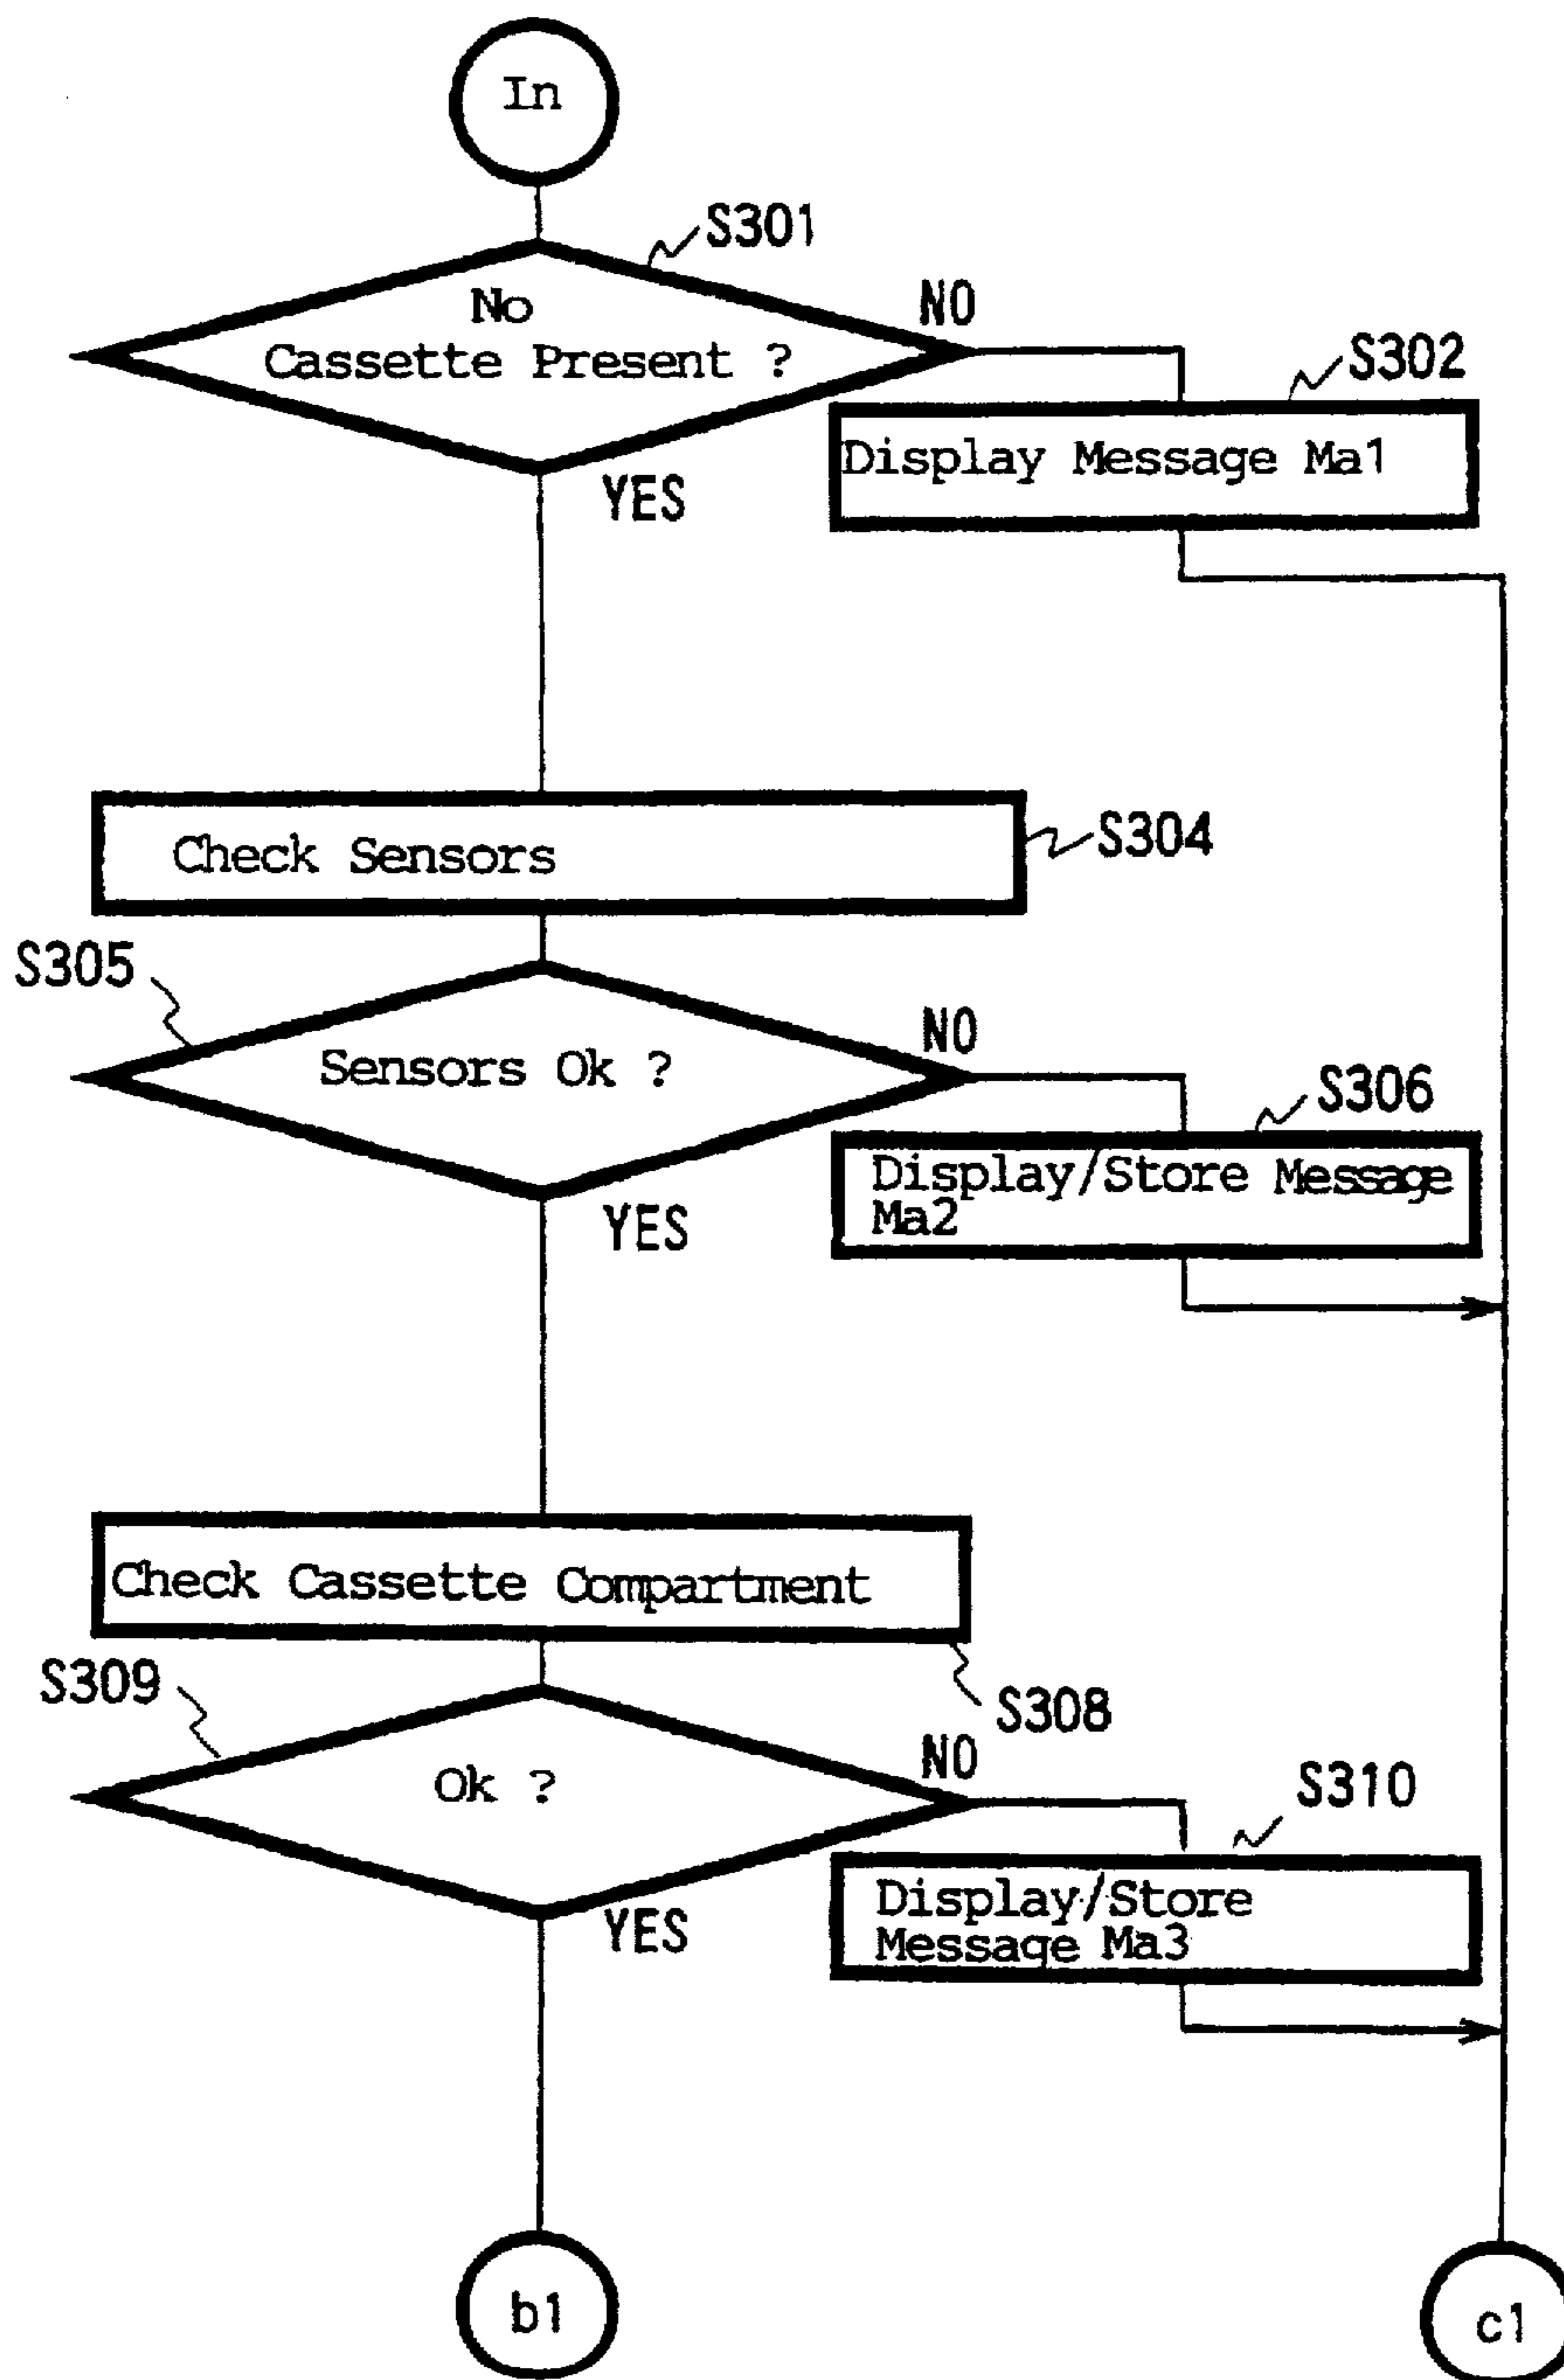 In
S301
No
Cassette Present ?
NO
S302
Display Message Ma1
YES
Check Sensors
S304
S305
Sensors Ok ?
NO
S306
Display/Store Message
Ma2
YES
Check Cassette Compartment
S308
S309
Ok ?
NO
S310
Display/Store
Message Ma3
YES
b1
c1